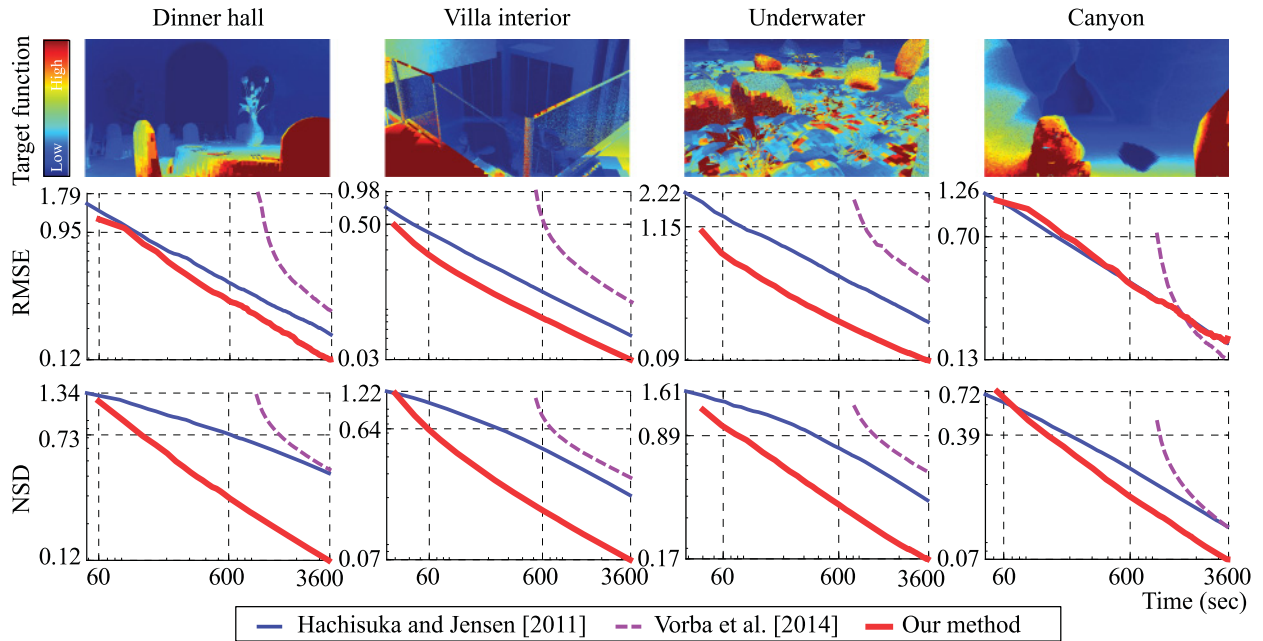 Dinner hall
Villa interior
Underwater
Canyon
Target function
High
Low
RMSE
1.79
0.95
0.12
0.98
0.50
0.03
2.22
1.15
0.09
1.26
0.70
0.13
NSD
1.34
0.73
0.12
1.22
0.64
0.07
1.61
0.89
0.17
0.72
0.39
0.07
60
600
3600
60
600
3600
60
600
3600
60
600
3600
Time (sec)
Hachisuka and Jensen [2011]
Vorba et al. [2014]
Our method